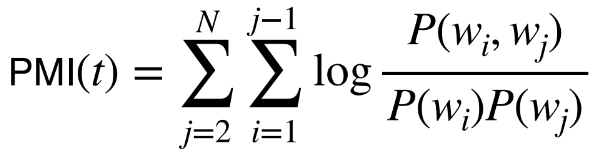 PMI(t) = \sum_{j=2}^{N} \sum_{i=1}^{j-1} \log \frac{P(w_i, w_j)}{P(w_i)P(w_j)}